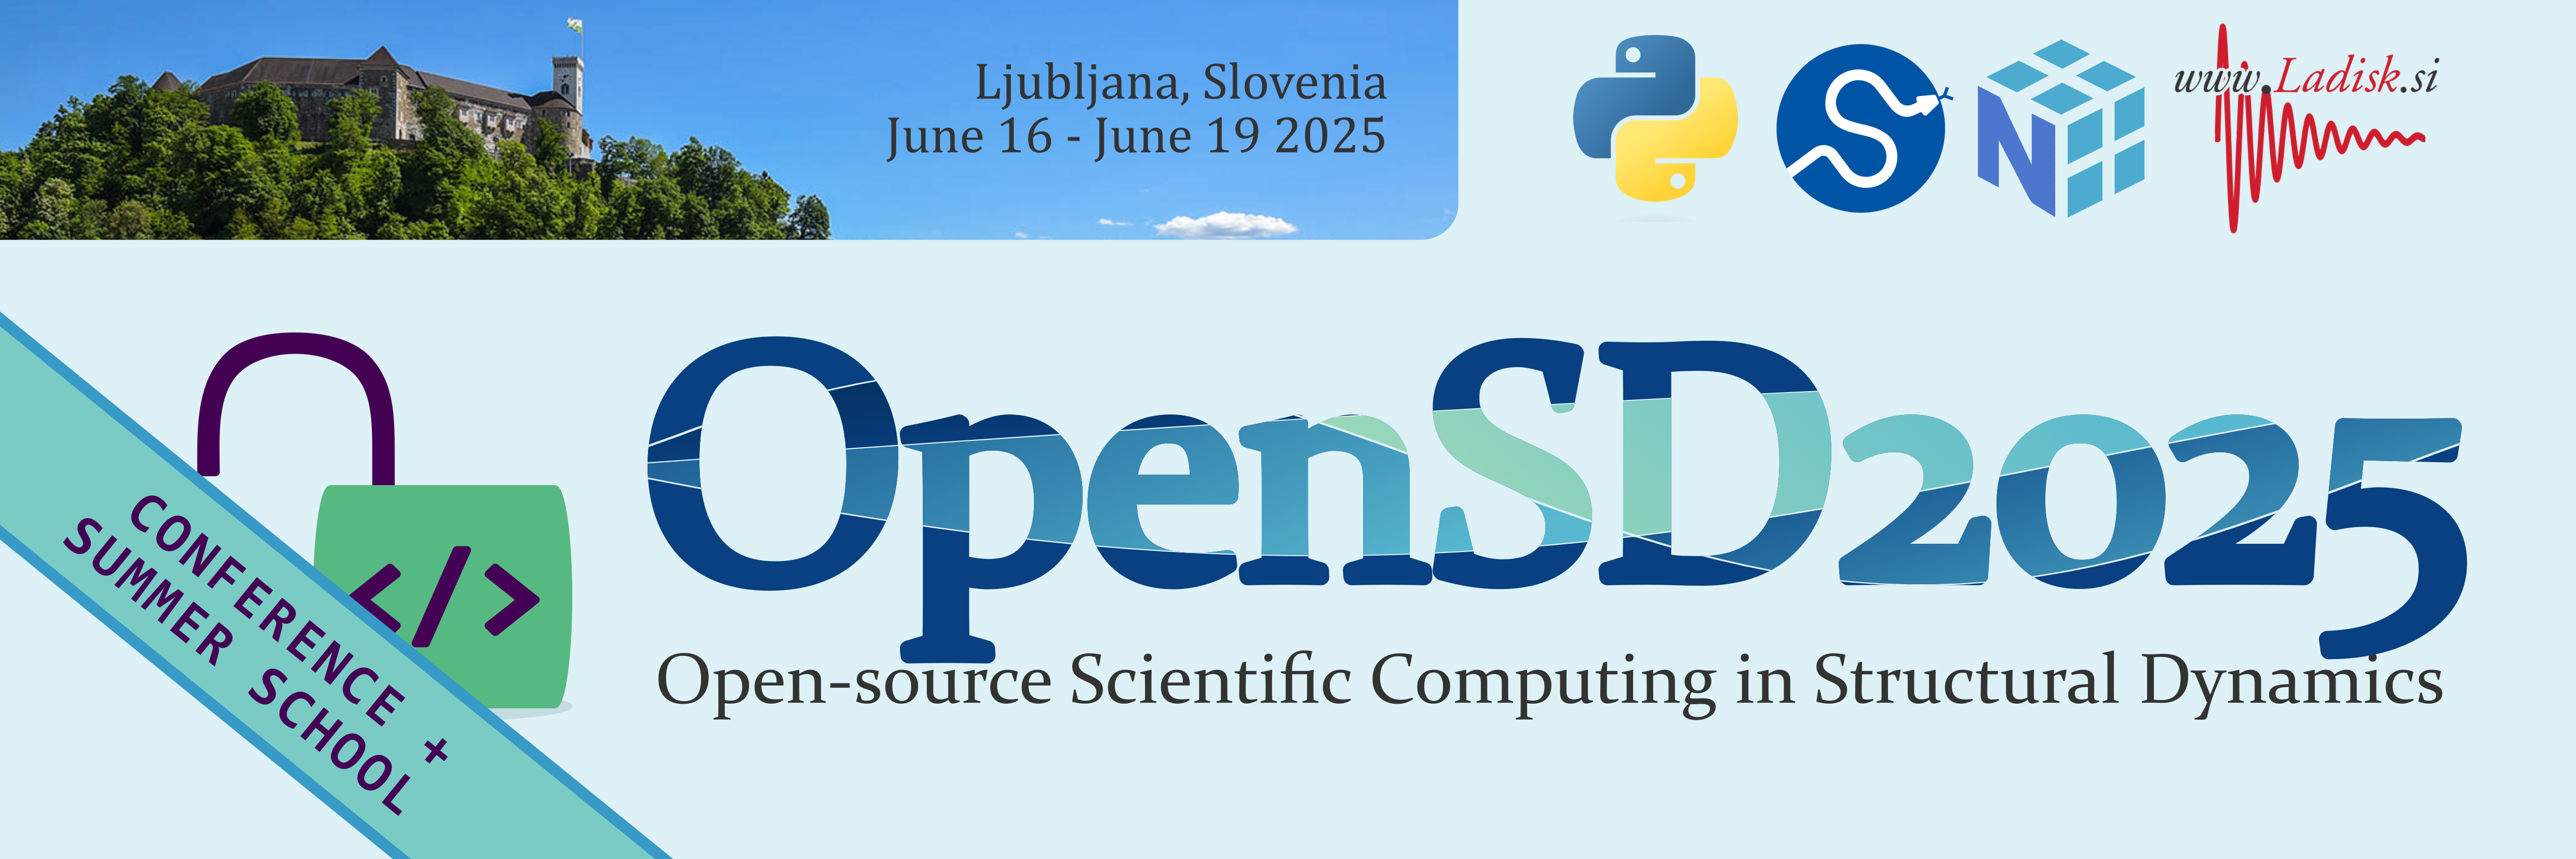 Ljubljana, Slovenia
June 16 - June 19 2025
www.Ladisk.si
OpenSD2025
Open-source Scientific Computing in Structural Dynamics
CONFERENCE +
SUMMER SCHOOL
</>